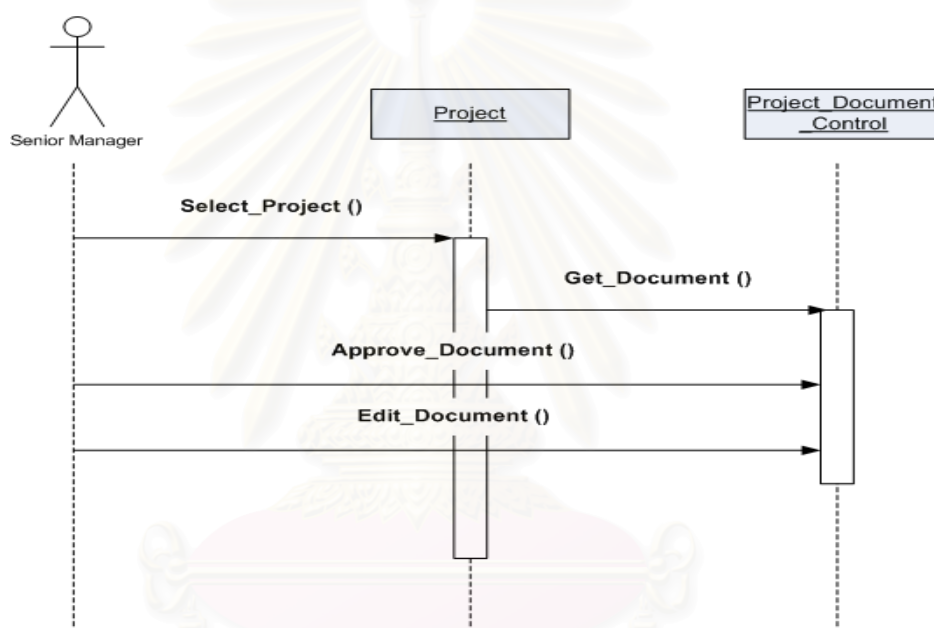 Senior Manager
Project
Project_Document
_Control
Select_Project ()
Get_Document ()
Approve_Document ()
Edit_Document ()